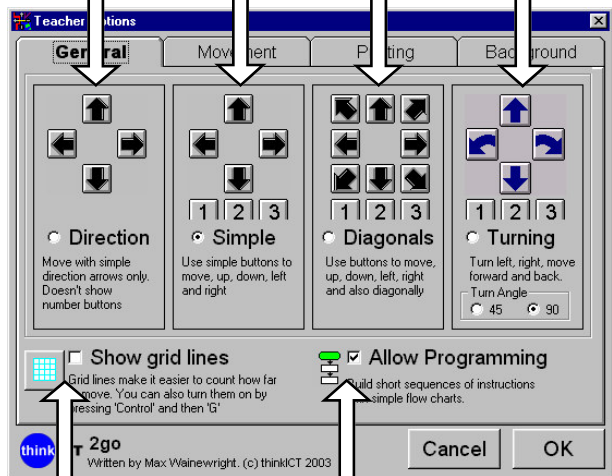 Teacher Options
General Movement Printing Background
1 2 3 1 2 3 1 2 3
Direction Simple Diagonals Turning
Move with simple
direction arrows only.
Doesn't show
number buttons
Use simple buttons to
move, up, down, left
and right
Use buttons to move,
up, down, left, right
and also diagonally
Turn left, right, move
forward and back.
Turn Angle
45 90
Show grid lines
Grid lines make it easier to count how far
move. You can
also turn them on by
pressing 'Control' and then 'G'
Allow Programming
Build short sequences of instructions
simple flow charts.
think 2go
Written by Max Wainewright. (c) thinkICT 2003
Cancel OK